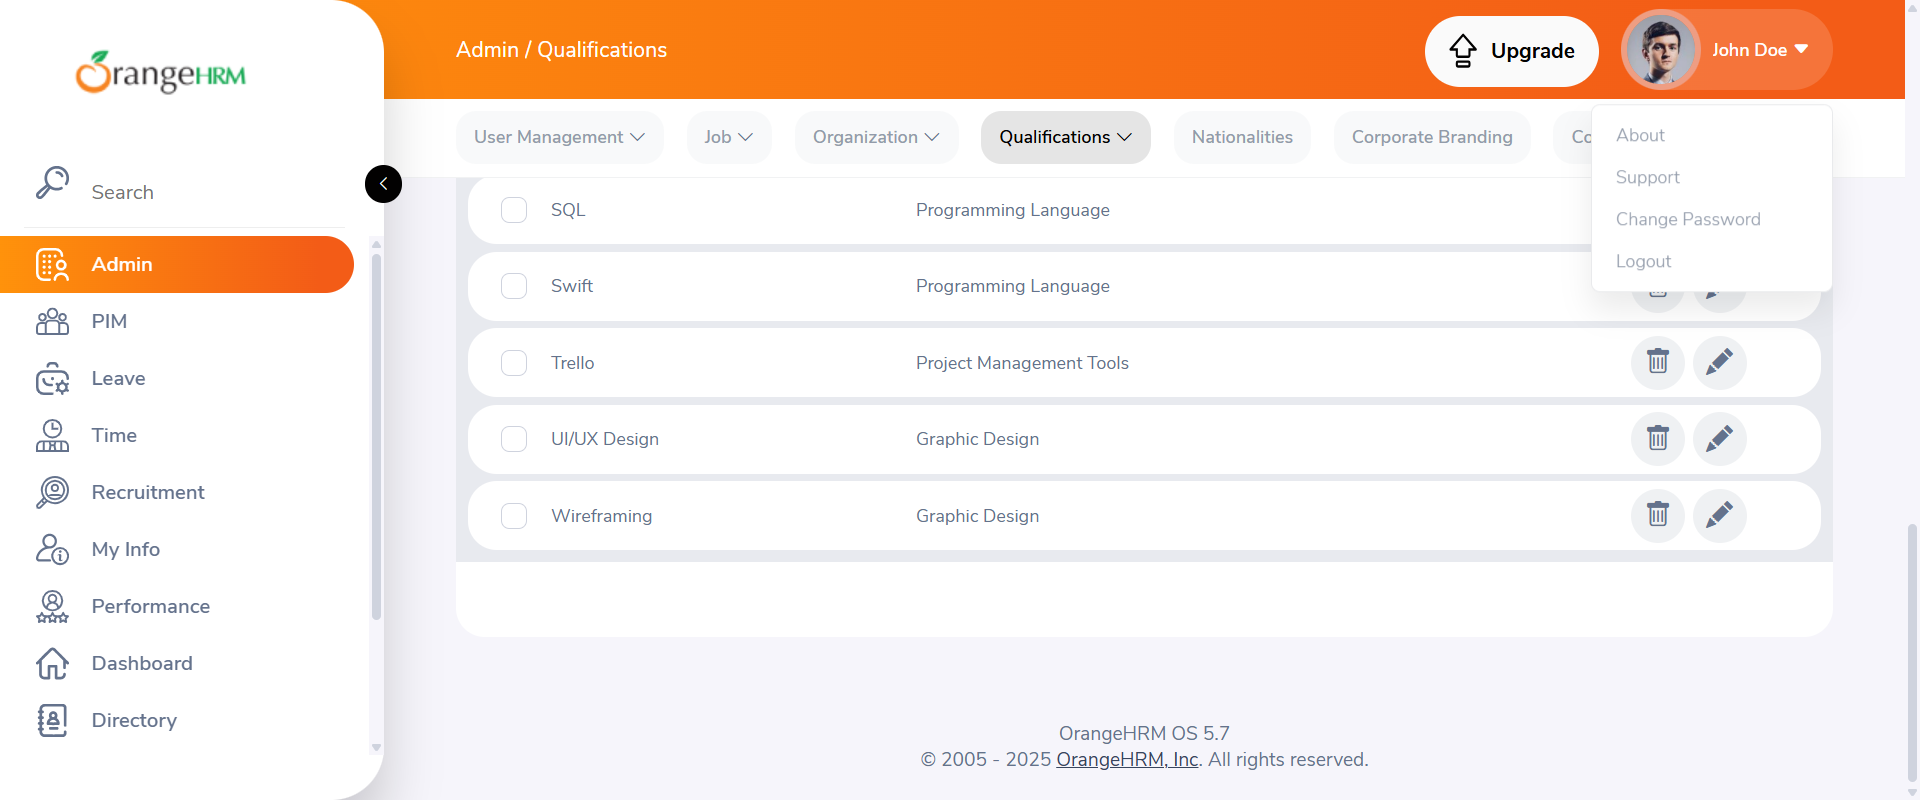 OrangeHRM
Admin / Qualifications
Upgrade
John Doe
User Management
Job
Organization
Qualifications
Nationalities
Corporate Branding
Co
About
Support
Change Password
Logout
Search
Admin
PIM
Leave
Time
Recruitment
My Info
Performance
Dashboard
Directory
SQL Programming Language
Swift Programming Language
Trello Project Management Tools
UI/UX Design Graphic Design
Wireframing Graphic Design
OrangeHRM OS 5.7
© 2005 - 2025 OrangeHRM, Inc. All rights reserved.